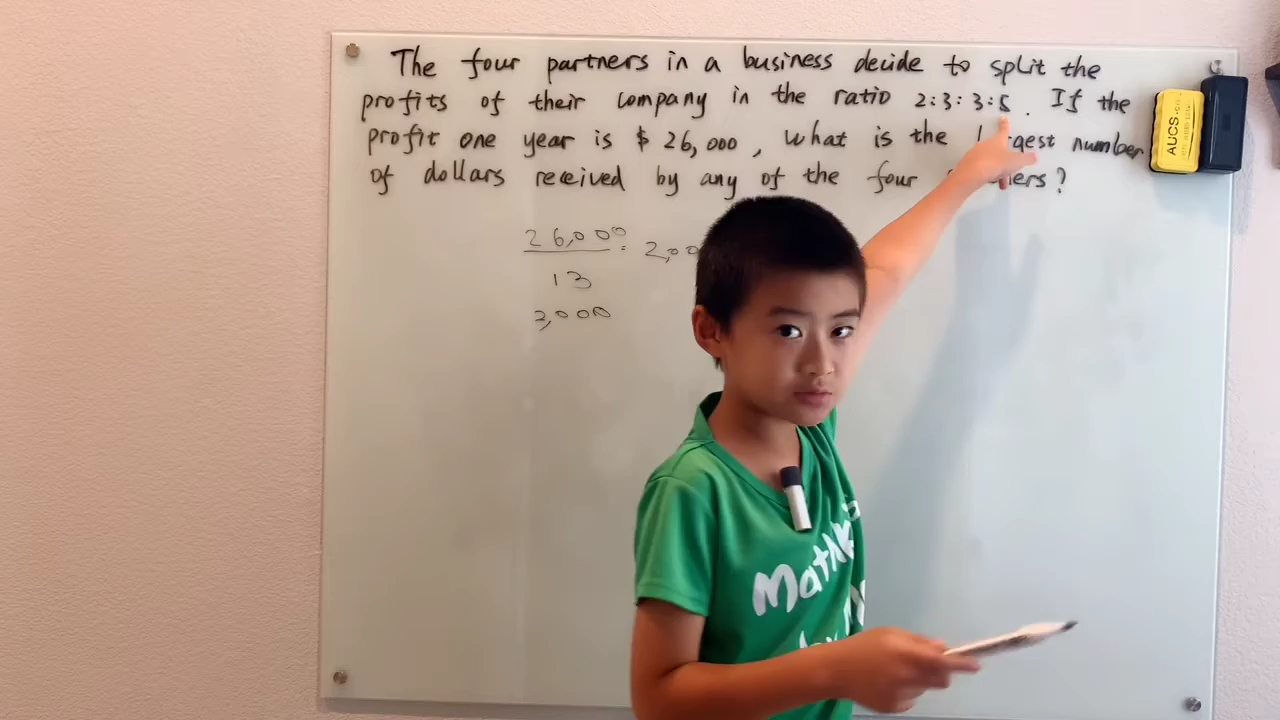 The four partners in a business decide to split the
profits of their company in the ratio 2:3:3:5. If the
profit one year is $26,000, what is the largest number
of dollars received by any of the four ?
26,000 = 2,00
13
2,000
AUCS
Math